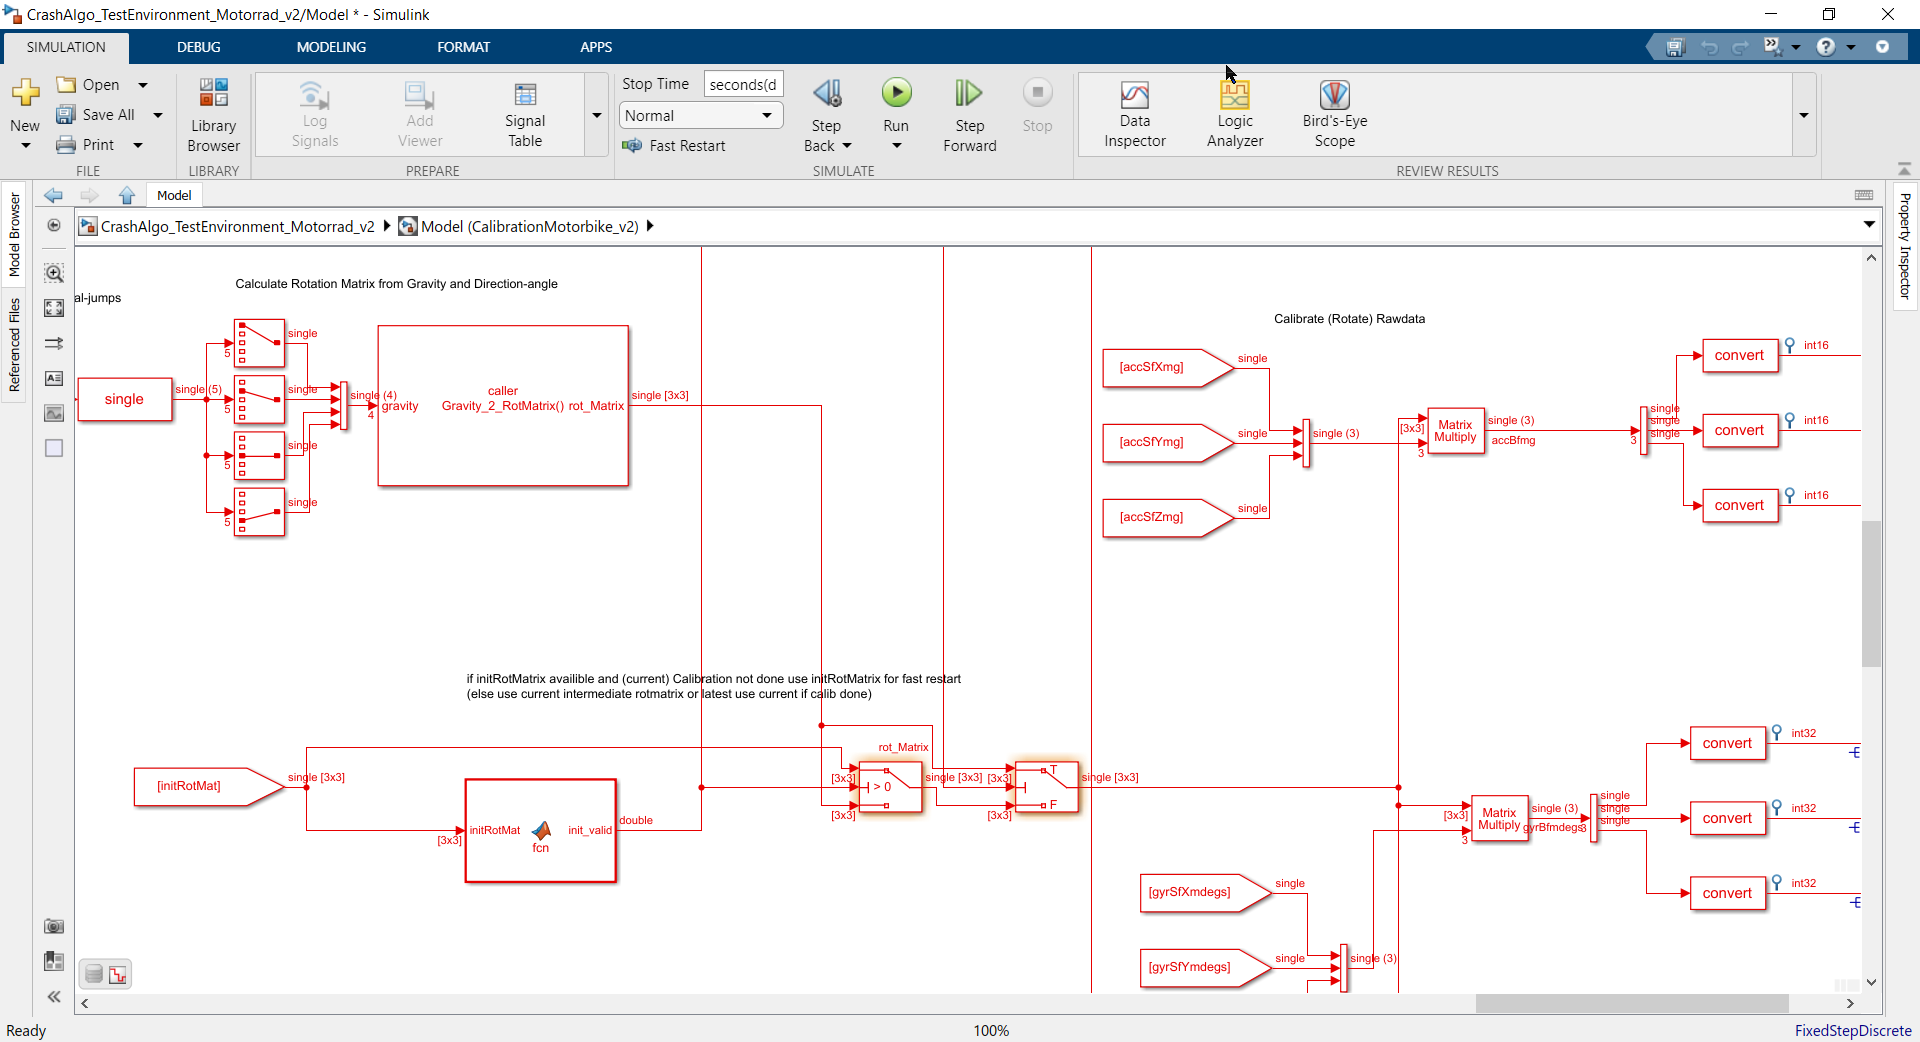 CrashAlgo_TestEnvironment_Motorrad_v2/Model * - Simulink
SIMULATION
DEBUG
MODELING
FORMAT
APPS
New
Open
Save All
Print
FILE
Library
Browser
LIBRARY
Log
Signals
Add
Viewer
Signal
Table
PREPARE
Stop Time
seconds(d
Normal
Fast Restart
Step
Back
Run
Step
Forward
Stop
SIMULATE
Data
Inspector
Logic
Analyzer
Bird's-Eye
Scope
REVIEW RESULTS
Model Browser
Referenced Files
Property Inspector
Model
CrashAlgo_TestEnvironment_Motorrad_v2
Model (CalibrationMotorbike_v2)
al-jumps
Calculate Rotation Matrix from Gravity and Direction-angle
single
single (5)
5
single
5
single
5
single
5
single
single (4)
4
gravity
caller
Gravity_2_RotMatrix()
rot_Matrix
single [3x3]
if initRotMatrix availible and (current) Calibration not done use initRotMatrix for fast restart
(else use current intermediate rotmatrix or latest use current if calib done)
[initRotMat]
single [3x3]
[3x3]
initRotMat
fcn
init_valid
double
rot_Matrix
[3x3]
> 0
[3x3]
single [3x3]
[3x3]
T
F
[3x3]
single [3x3]
Calibrate (Rotate) Rawdata
[accSfXmg]
single
[accSfYmg]
single
[accSfZmg]
single
single (3)
[3x3]
3
Matrix
Multiply
single (3)
accBfmg
3
single
single
single
convert
int16
convert
int16
convert
int16
[3x3]
3
Matrix
Multiply
single (3)
gyrBfmdegs
3
single
single
single
convert
int32
convert
int32
convert
int32
[gyrSfXmdegs]
single
[gyrSfYmdegs]
single
single (3)
Ready
100%
FixedStepDiscrete